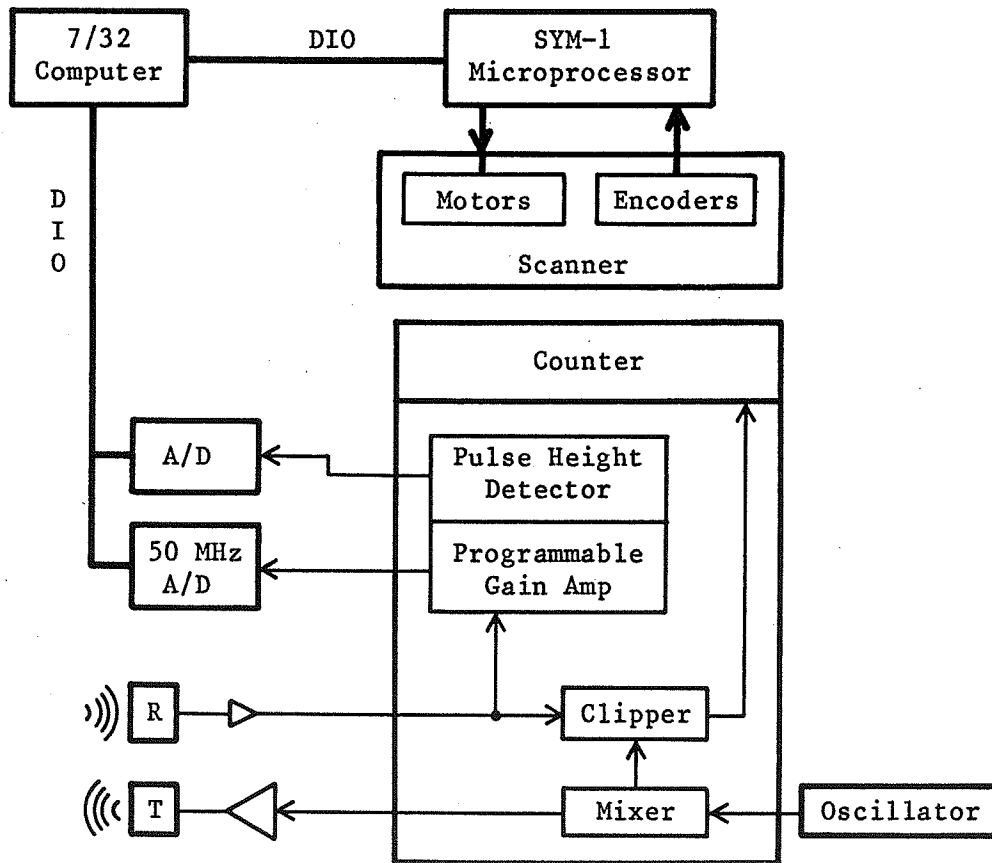 7/32
Computer
DIO
SYM-1
Microprocessor
Motors
Encoders
Scanner
D
I
O
Counter
A/D
Pulse Height
Detector
50 MHz
A/D
Programmable
Gain Amp
R
Clipper
T
Mixer
Oscillator